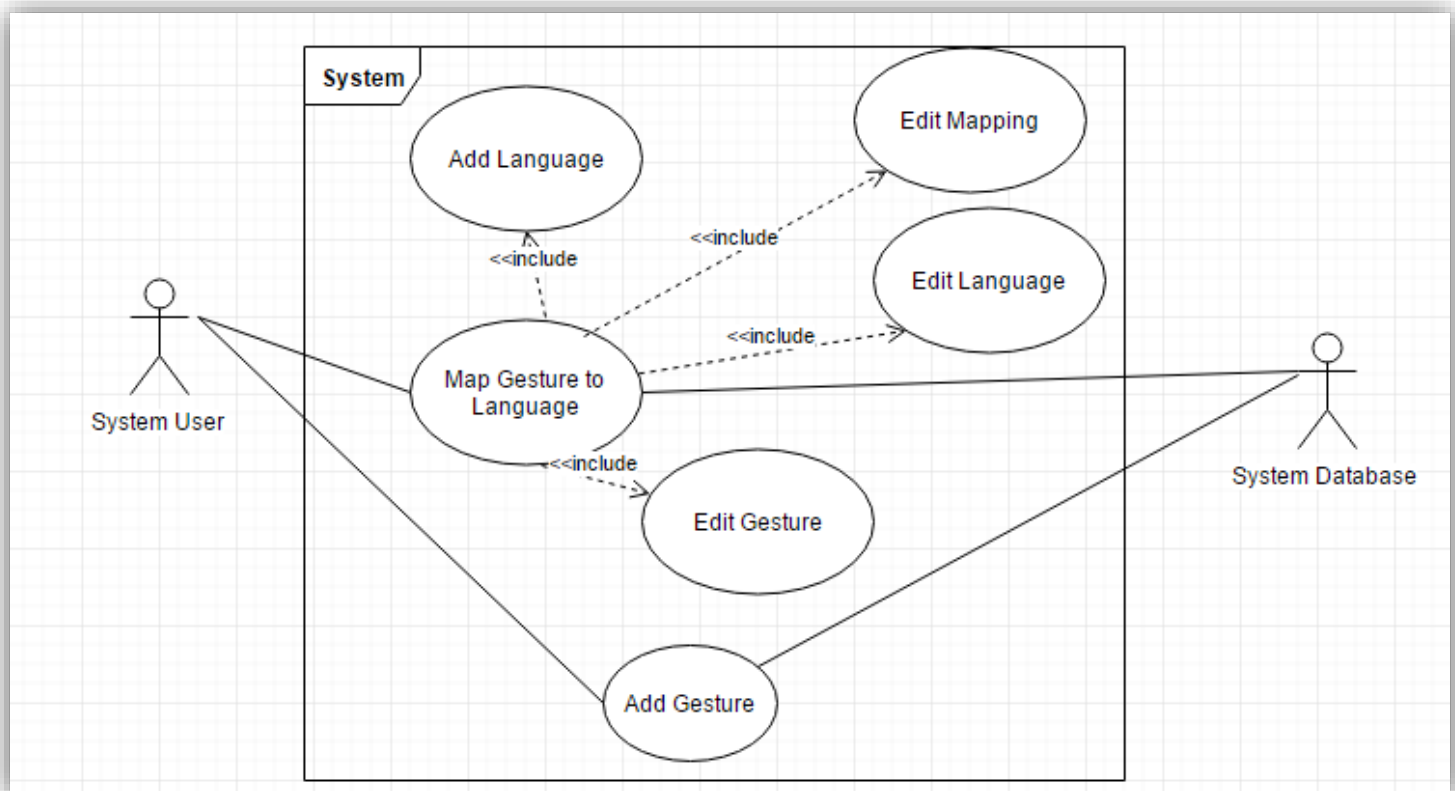 System
Add Language
Edit Mapping
<<include
<<include
Edit Language
<<include
Map Gesture to
Language
System User
<<include
System Database
Edit Gesture
Add Gesture